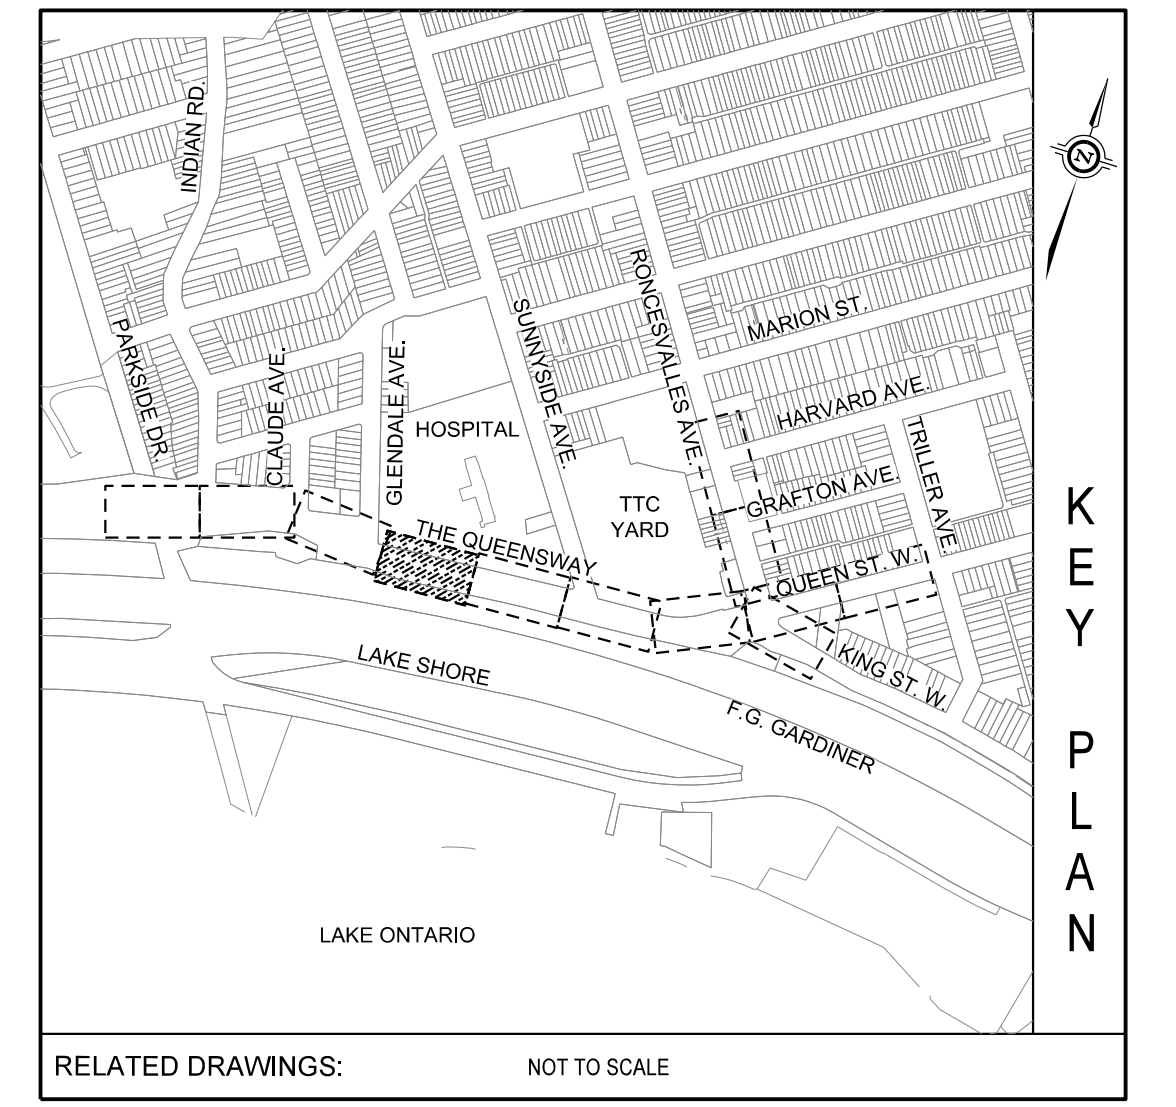 INDIAN RD.
N
PARKSIDE DR.
CLAUDE AVE.
GLENDALE AVE.
HOSPITAL
SUNNYSIDE AVE.
RONCESVALLES AVE.
MARION ST.
HARVARD AVE.
TRILLER AVE.
GRAFTON AVE.
TTC
YARD
THE QUEENSWAY
QUEEN ST. W.
KING ST. W.
LAKE SHORE
F.G. GARDINER
LAKE ONTARIO
KEY PLAN
RELATED DRAWINGS:
NOT TO SCALE